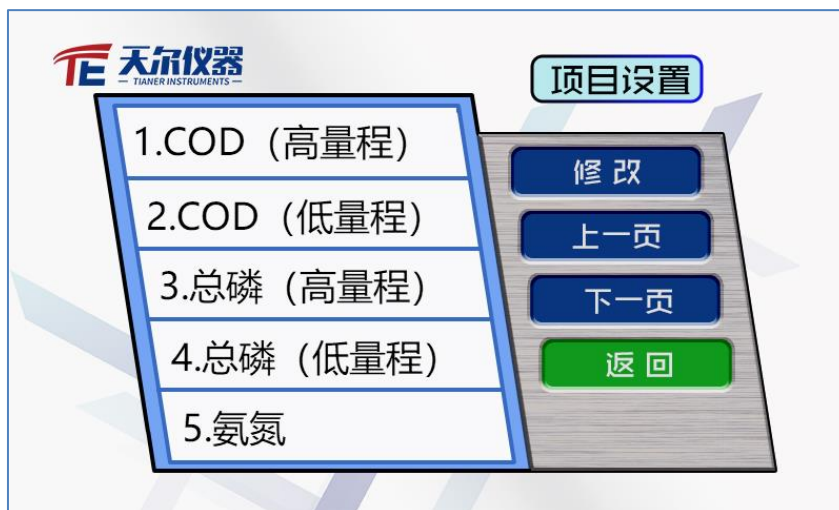 TE 天尔仪器
— TIANER INSTRUMENTS —
项目设置
1.COD（高量程）
2.COD（低量程）
3.总磷（高量程）
4.总磷（低量程）
5.氨氮
修改
上一页
下一页
返回